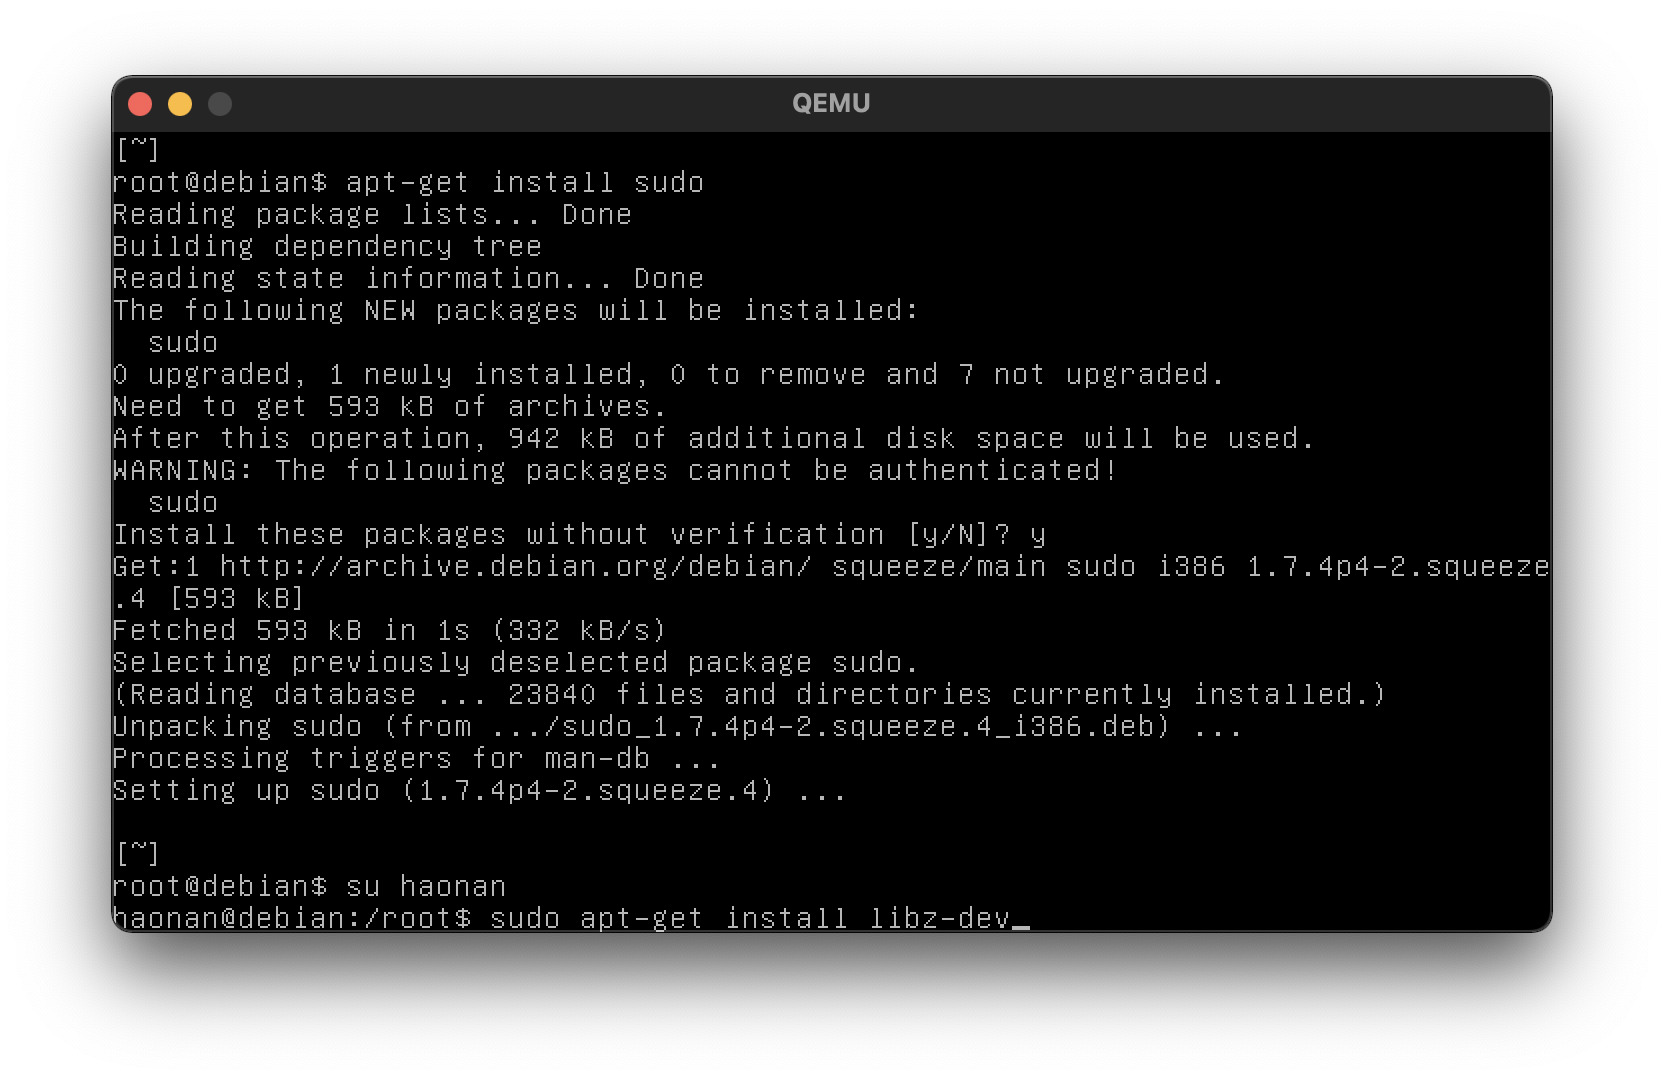 QEMU
[~]
root@debian$ apt-get install sudo
Reading package lists... Done
Building dependency tree
Reading state information... Done
The following NEW packages will be installed:
  sudo
0 upgraded, 1 newly installed, 0 to remove and 7 not upgraded.
Need to get 593 kB of archives.
After this operation, 942 kB of additional disk space will be used.
WARNING: The following packages cannot be authenticated!
  sudo
Install these packages without verification [y/N]? y
Get:1 http://archive.debian.org/debian/ squeeze/main sudo i386 1.7.4p4-2.squeeze
.4 [593 kB]
Fetched 593 kB in 1s (332 kB/s)
Selecting previously deselected package sudo.
(Reading database ... 23840 files and directories currently installed.)
Unpacking sudo (from .../sudo_1.7.4p4-2.squeeze.4_i386.deb) ...
Processing triggers for man-db ...
Setting up sudo (1.7.4p4-2.squeeze.4) ...
[~]
root@debian$ su haonan
haonan@debian:/root$ sudo apt-get install libz-dev_